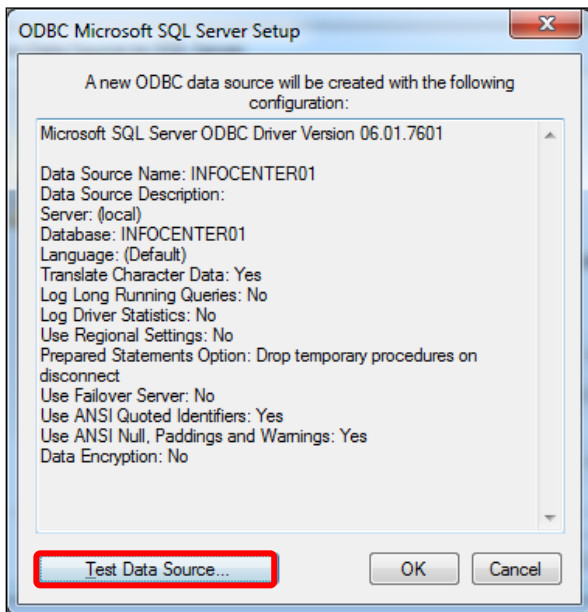 ODBC Microsoft SQL Server Setup
A new ODBC data source will be created with the following
configuration:
Microsoft SQL Server ODBC Driver Version 06.01.7601
Data Source Name: INFOCENTER01
Data Source Description:
Server: (local)
Database: INFOCENTER01
Language: (Default)
Translate Character Data: Yes
Log Long Running Queries: No
Log Driver Statistics: No
Use Regional Settings: No
Prepared Statements Option: Drop temporary procedures on
disconnect
Use Failover Server: No
Use ANSI Quoted Identifiers: Yes
Use ANSI Null, Paddings and Warnings: Yes
Data Encryption: No
Test Data Source...
OK
Cancel